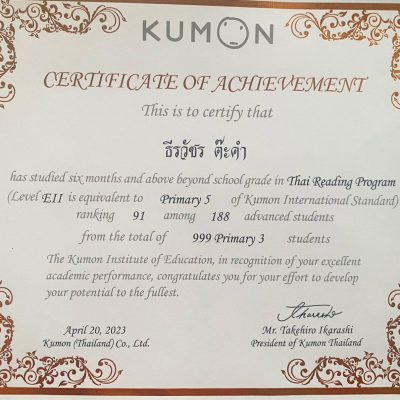 KUMON
CERTIFICATE OF ACHIEVEMENT
This is to certify that
ธีรวัชร ต๊ะคำ
has studied six months and above beyond school grade in Thai Reading Program
(Level EII is equivalent to Primary 5 of Kumon International Standard)
ranking 91 among 188 advanced students
from the total of 999 Primary 3 students
The Kumon Institute of Education, in recognition of your excellent
academic performance, congratulates you for your effort to develop
your potential to the fullest.
April 20, 2023
Kumon (Thailand) Co., Ltd.
Mr. Takehiro Ikarashi
President of Kumon Thailand